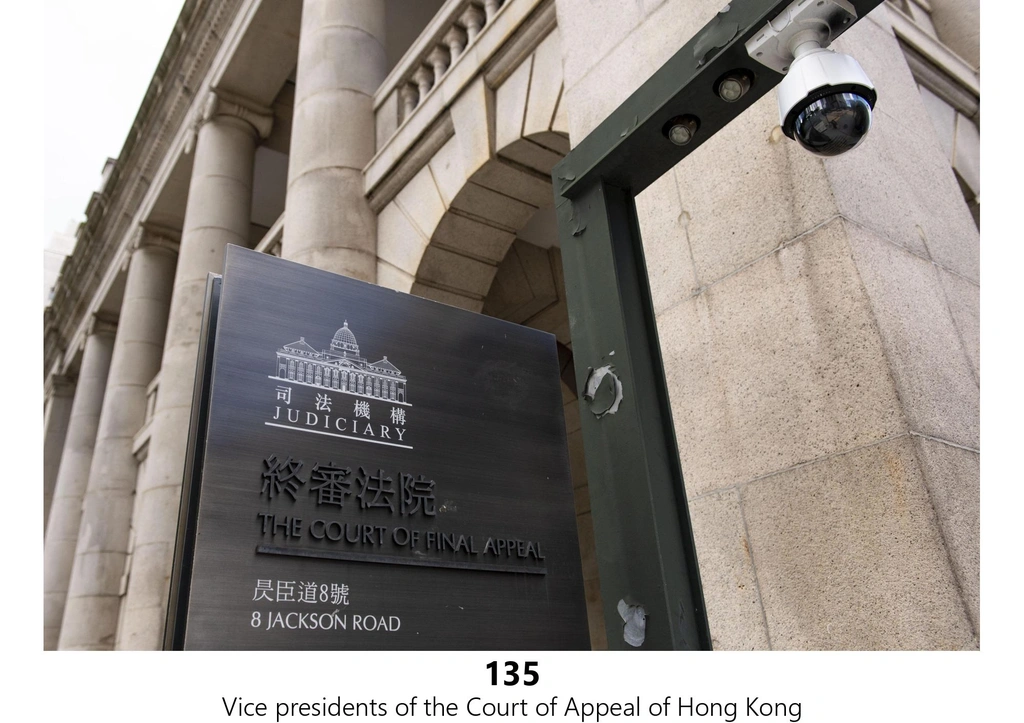 司法機構
JUDICIARY
終審法院
THE COURT OF FINAL APPEAL
昃臣道8號
8 JACKSON ROAD
135
Vice presidents of the Court of Appeal of Hong Kong